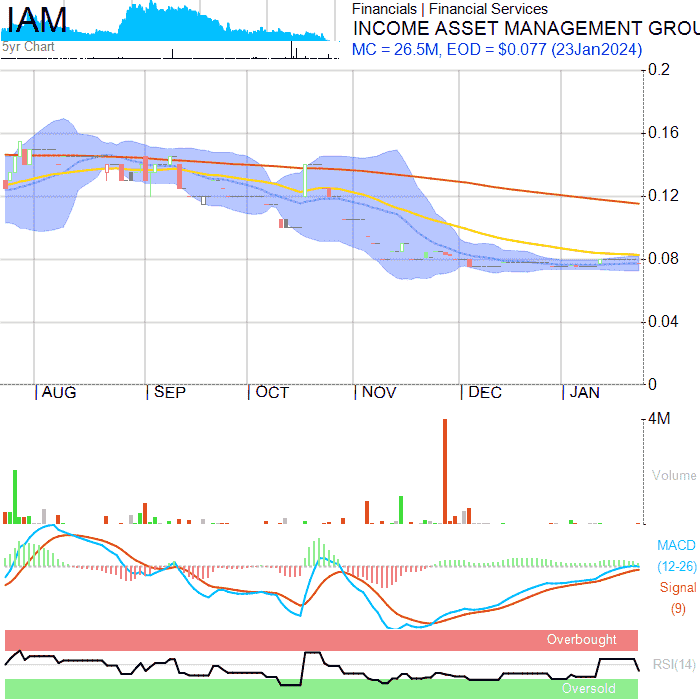 IAM
5yr Chart
Financials | Financial Services
INCOME ASSET MANAGEMENT GROU
MC = 26.5M, EOD = $0.077 (23Jan2024)
0.2
0.16
0.12
0.08
0.04
0
AUG SEP OCT NOV DEC JAN
4M
Volume
MACD
(12-26)
Signal
(9)
Overbought
RSI(14)
Oversold